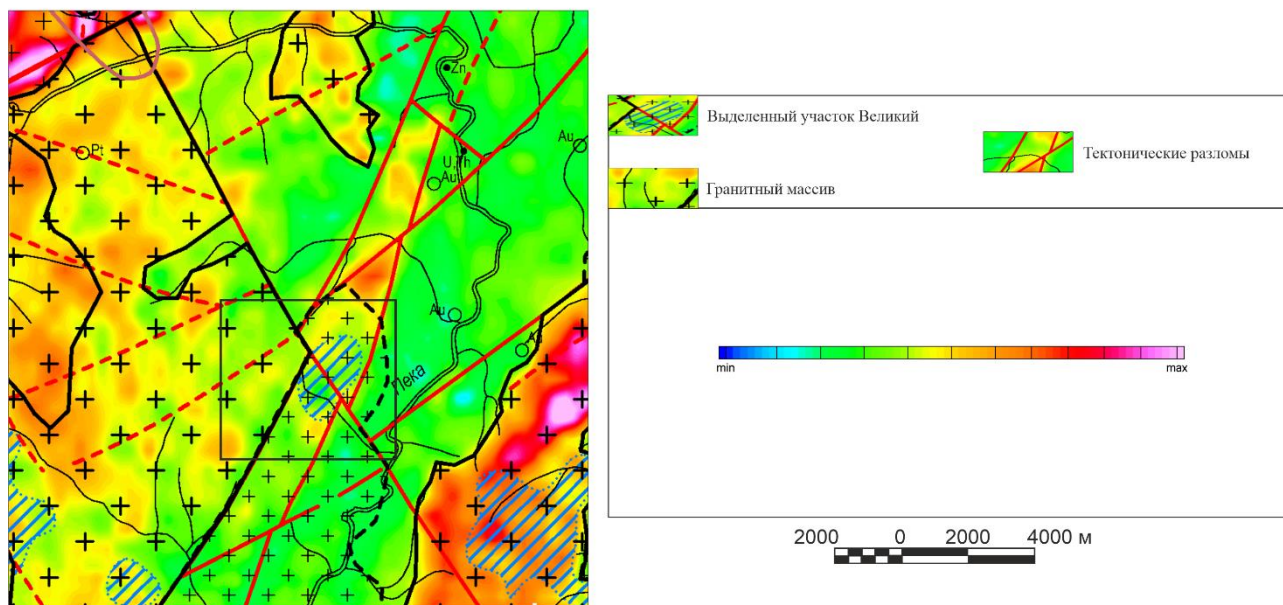 Zn
Au
U,Th
Au
Pt
Au
Au
Лека
Выделенный участок Великий
Тектонические разломы
Гранитный массив
min
max
2000 0 2000 4000 м